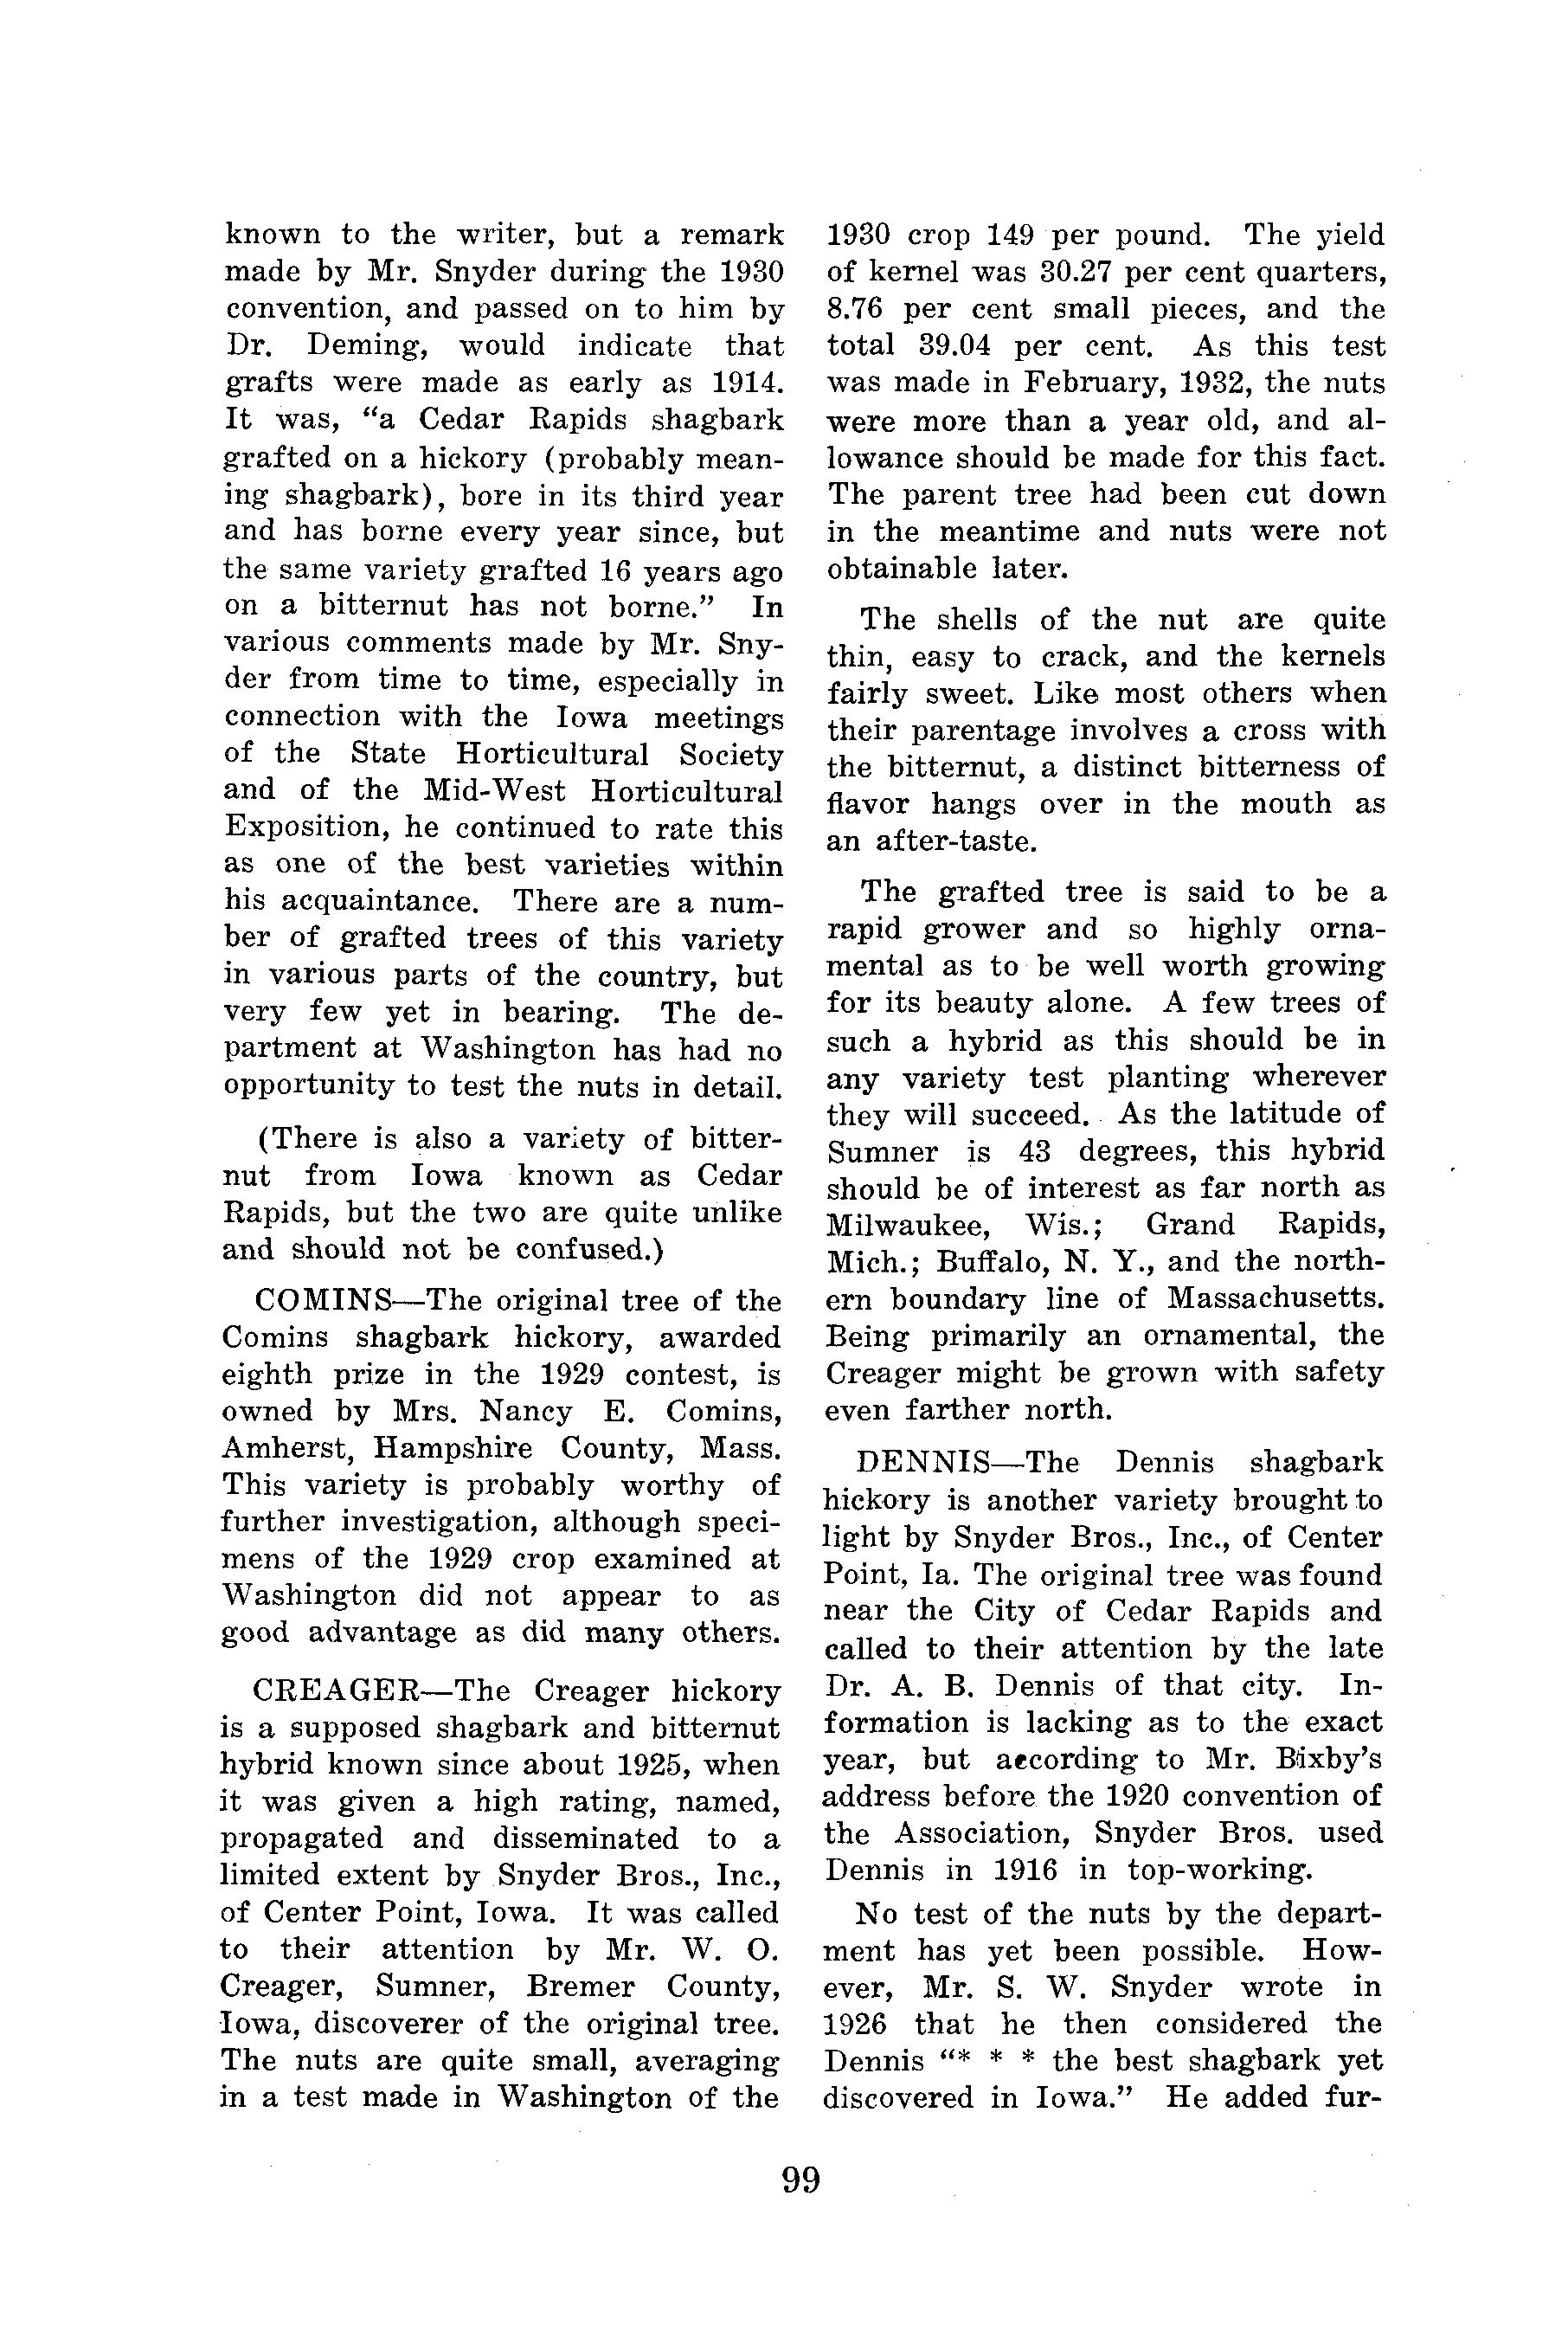 known to the writer, but a remark
made by Mr. Snyder during the 1930
convention, and passed on to him by
Dr. Deming, would indicate that
grafts were made as early as 1914.
It was, "a Cedar Rapids shagbark
grafted on a hickory (probably mean-
ing shagbark), bore in its third year
and has borne every year since, but
the same variety grafted 16 years ago
on a bitternut has not borne." In
various comments made by Mr. Sny-
der from time to time, especially in
connection with the Iowa meetings
of the State Horticultural Society
and of the Mid-West Horticultural
Exposition, he continued to rate this
as one of the best varieties within
his acquaintance. There are a num-
ber of grafted trees of this variety
in various parts of the country, but
very few yet in bearing. The de-
partment at Washington has had no
opportunity to test the nuts in detail.
(There is also a variety of bitter-
nut from Iowa known as Cedar
Rapids, but the two are quite unlike
and should not be confused.)
COMINS—The original tree of the
Comins shagbark hickory, awarded
eighth prize in the 1929 contest, is
owned by Mrs. Nancy E. Comins,
Amherst, Hampshire County, Mass.
This variety is probably worthy of
further investigation, although speci-
mens of the 1929 crop examined at
Washington did not appear to as
good advantage as did many others.
CREAGER—The Creager hickory
is a supposed shagbark and bitternut
hybrid known since about 1925, when
it was given a high rating, named,
propagated and disseminated to a
limited extent by Snyder Bros., Inc.,
of Center Point, Iowa. It was called
to their attention by Mr. W. O.
Creager, Sumner, Bremer County,
Iowa, discoverer of the original tree.
The nuts are quite small, averaging
in a test made in Washington of the
1930 crop 149 per pound. The yield
of kernel was 30.27 per cent quarters,
8.76 per cent small pieces, and the
total 39.04 per cent. As this test
was made in February, 1932, the nuts
were more than a year old, and al-
lowance should be made for this fact.
The parent tree had been cut down
in the meantime and nuts were not
obtainable later.
The shells of the nut are quite
thin, easy to crack, and the kernels
fairly sweet. Like most others when
their parentage involves a cross with
the bitternut, a distinct bitterness of
flavor hangs over in the mouth as
an after-taste.
The grafted tree is said to be a
rapid grower and so highly orna-
mental as to be well worth growing
for its beauty alone. A few trees of
such a hybrid as this should be in
any variety test planting wherever
they will succeed. As the latitude of
Sumner is 43 degrees, this hybrid
should be of interest as far north as
Milwaukee, Wis.; Grand Rapids,
Mich.; Buffalo, N. Y., and the north-
ern boundary line of Massachusetts.
Being primarily an ornamental, the
Creager might be grown with safety
even farther north.
DENNIS—The Dennis shagbark
hickory is another variety brought to
light by Snyder Bros., Inc., of Center
Point, Ia. The original tree was found
near the City of Cedar Rapids and
called to their attention by the late
Dr. A. B. Dennis of that city. In-
formation is lacking as to the exact
year, but according to Mr. Bixby's
address before the 1920 convention of
the Association, Snyder Bros. used
Dennis in 1916 in top-working.
No test of the nuts by the depart-
ment has yet been possible. How-
ever, Mr. S. W. Snyder wrote in
1926 that he then considered the
Dennis "* * * the best shagbark yet
discovered in Iowa." He added fur-
99